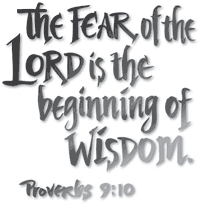 The FEAR of the
LORD is the
beginning of
WISDOM.
Proverbs 9:10